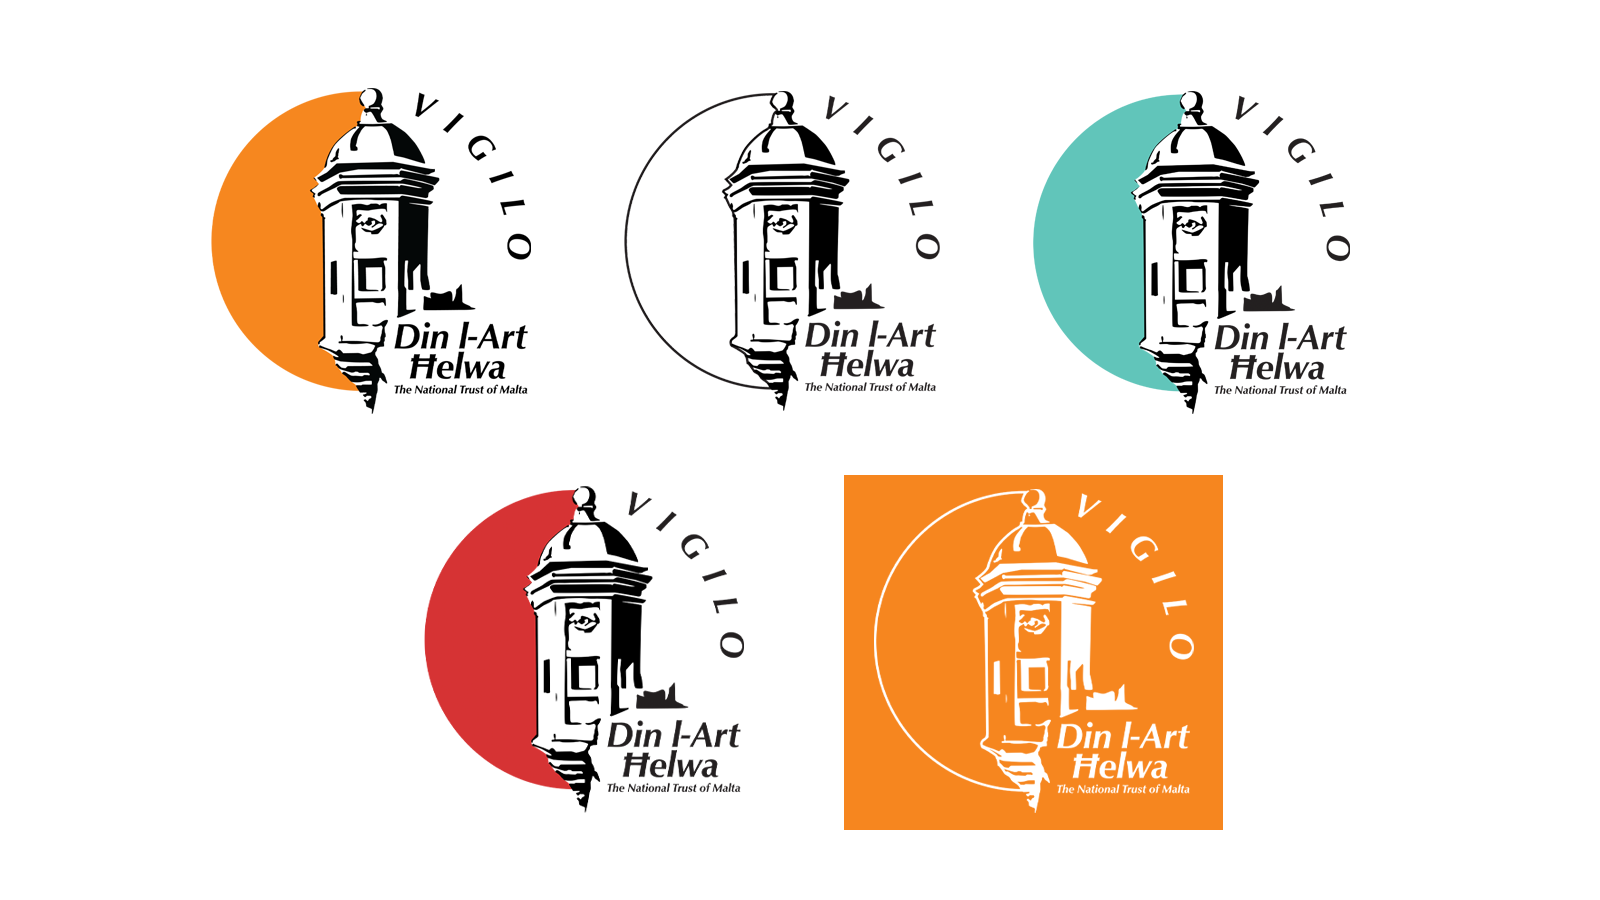 VIGILO
Din l-Art
Ħelwa
The National Trust of Malta
VIGILO
Din l-Art
Ħelwa
The National Trust of Malta
VIGILO
Din l-Art
Ħelwa
The National Trust of Malta
VIGILO
Din l-Art
Ħelwa
The National Trust of Malta
VIGILO
Din l-Art
Ħelwa
The National Trust of Malta